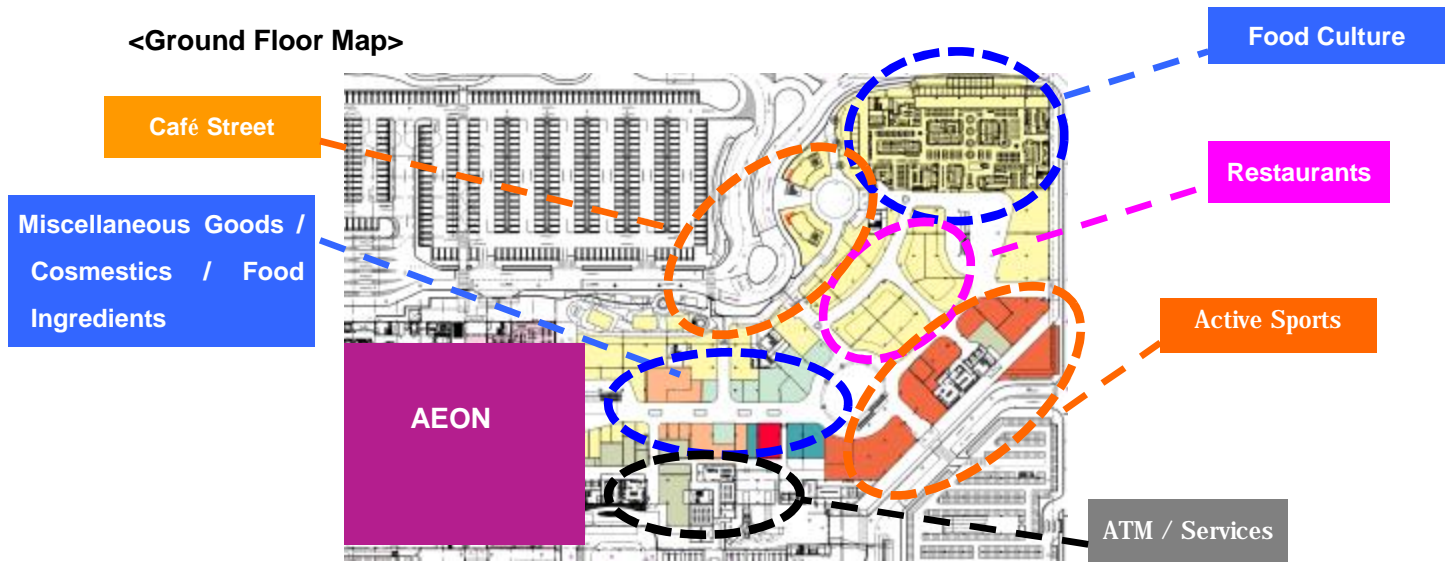 <Ground Floor Map>
Food Culture
Café Street
Restaurants
Miscellaneous Goods /
Cosmestics / Food
Ingredients
Active Sports
AEON
ATM / Services